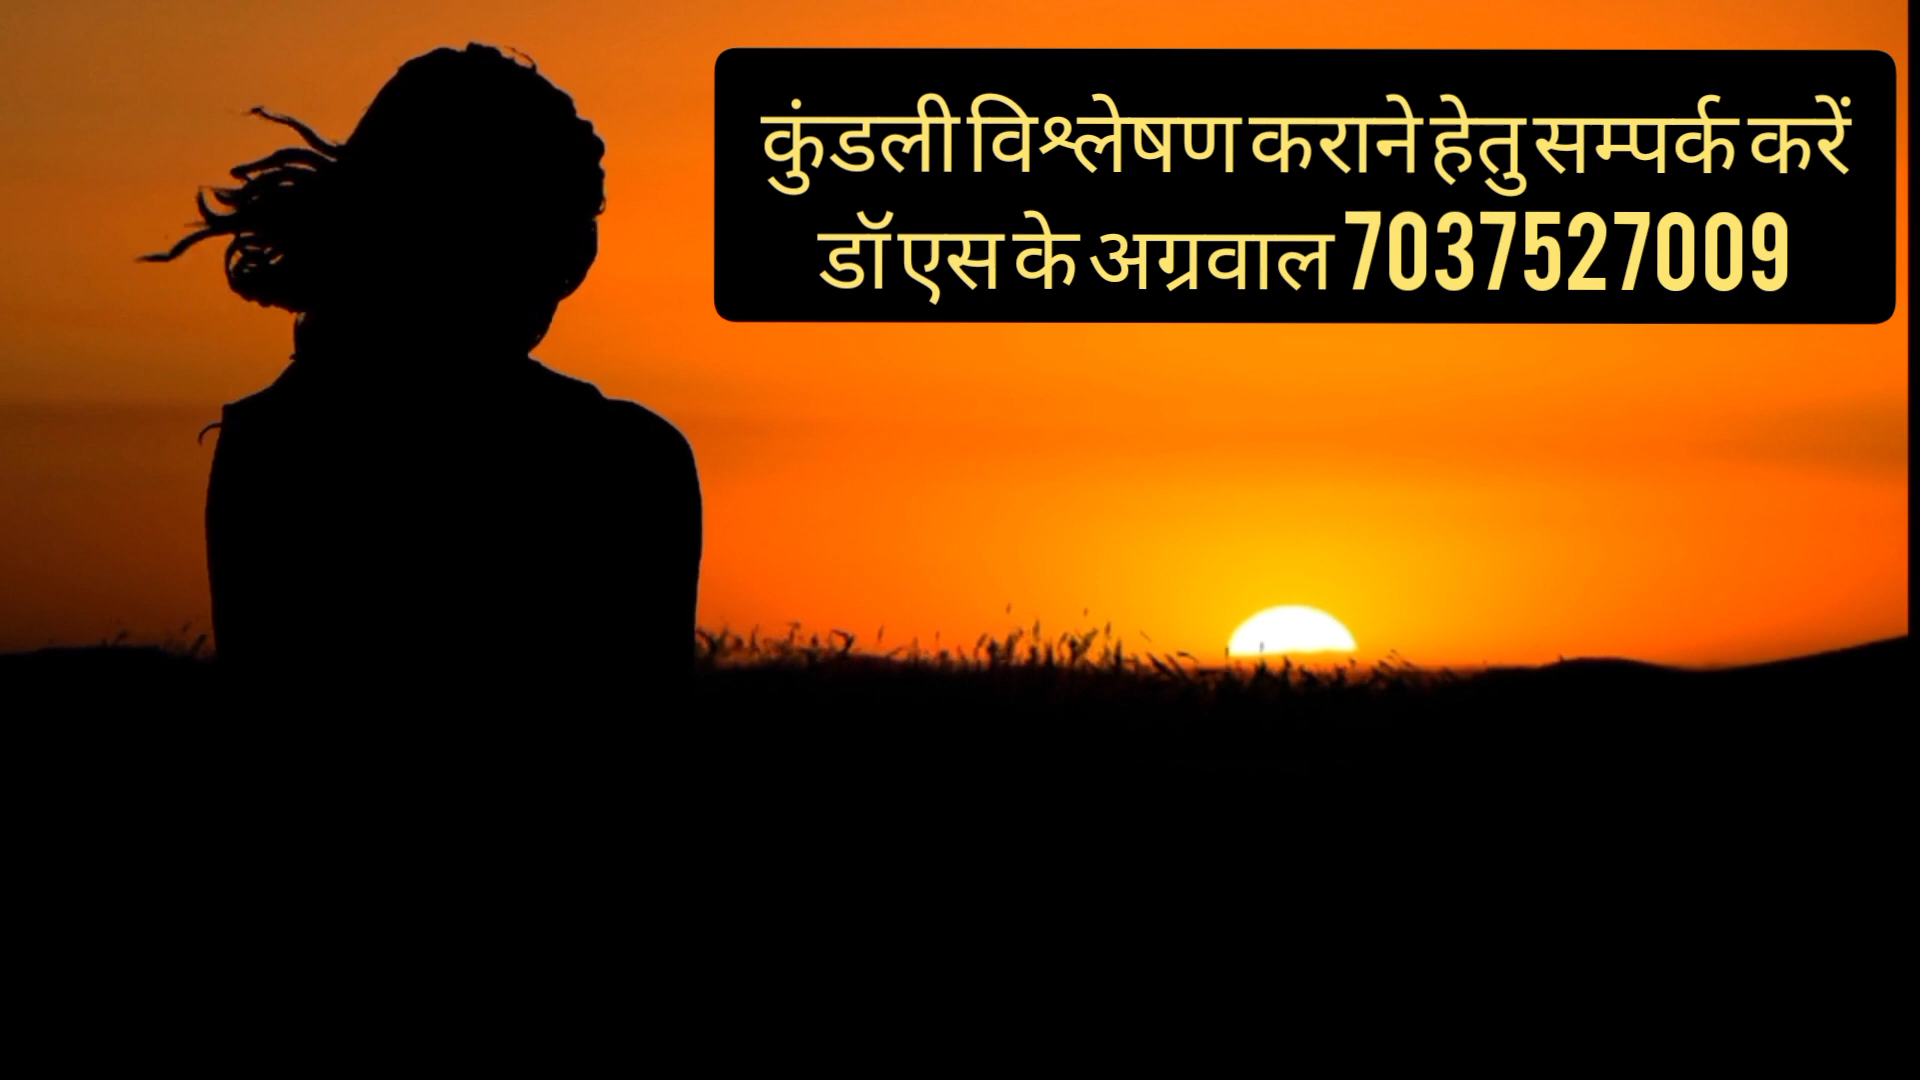 कुंडली विश्लेषण कराने हेतु सम्पर्क करें
डॉ एस के अग्रवाल 7037527009